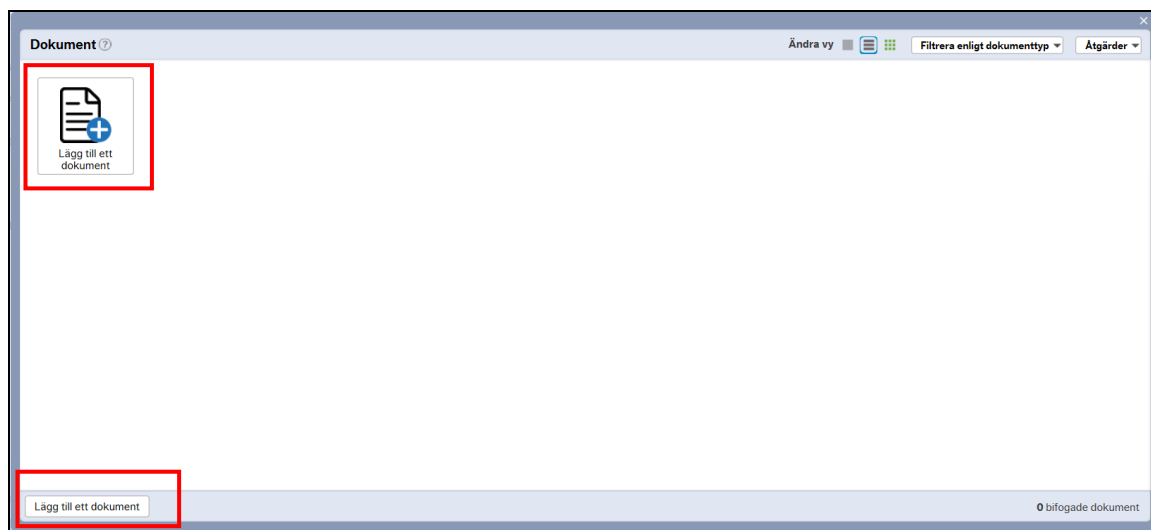 Dokument
Ändra vy
Filtrera enligt dokumenttyp
Åtgärder
Lägg till ett
dokument
Lägg till ett dokument
0 bifogade dokument